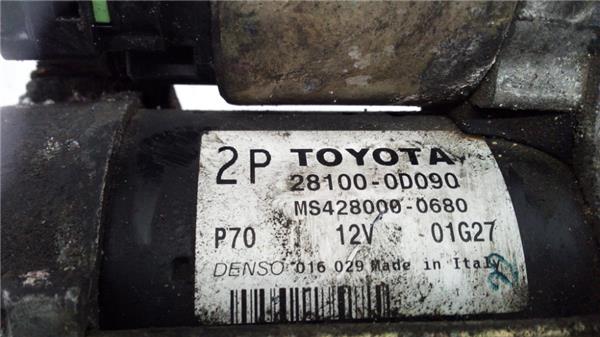 2P TOYOTA
28100-0D090
MS428000-0680
P70 12V 01G27
DENSO 016 029 Made in Italy